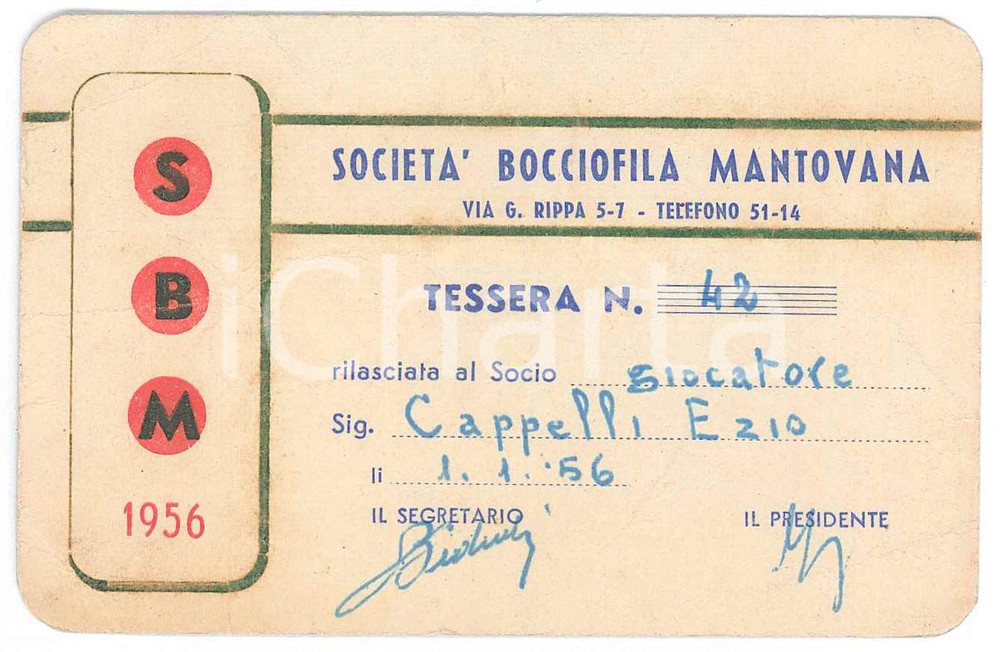 S
B
M
1956
SOCIETA' BOCCIOFILA MANTOVANA
VIA G. RIPPA 5-7 - TELEFONO 51-14
TESSERA N. 42
rilasciata al Socio giocatore
Sig. Cappelli Ezio
li 1.1.'56
IL SEGRETARIO
IL PRESIDENTE
iCharta